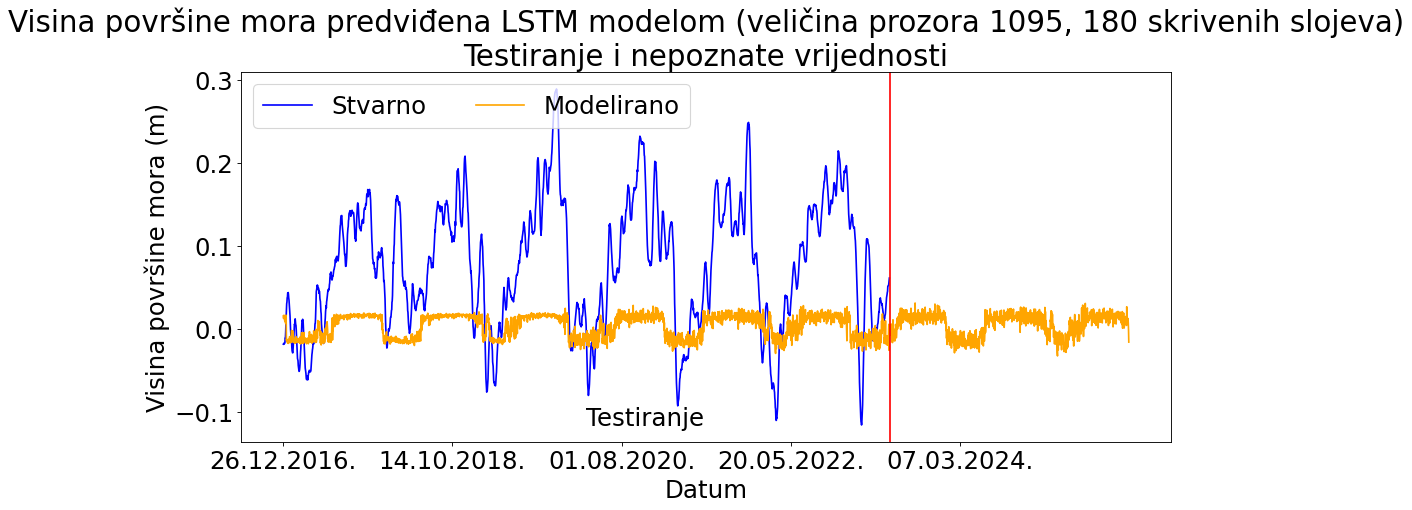 Visina površine mora predviđena LSTM modelom (veličina prozora 1095, 180 skrivenih slojeva)
Testiranje i nepoznate vrijednosti
Stvarno Modelirano
Visina površine mora (m)
0.3
0.2
0.1
0.0
−0.1
Testiranje
26.12.2016. 14.10.2018. 01.08.2020. 20.05.2022. 07.03.2024.
Datum